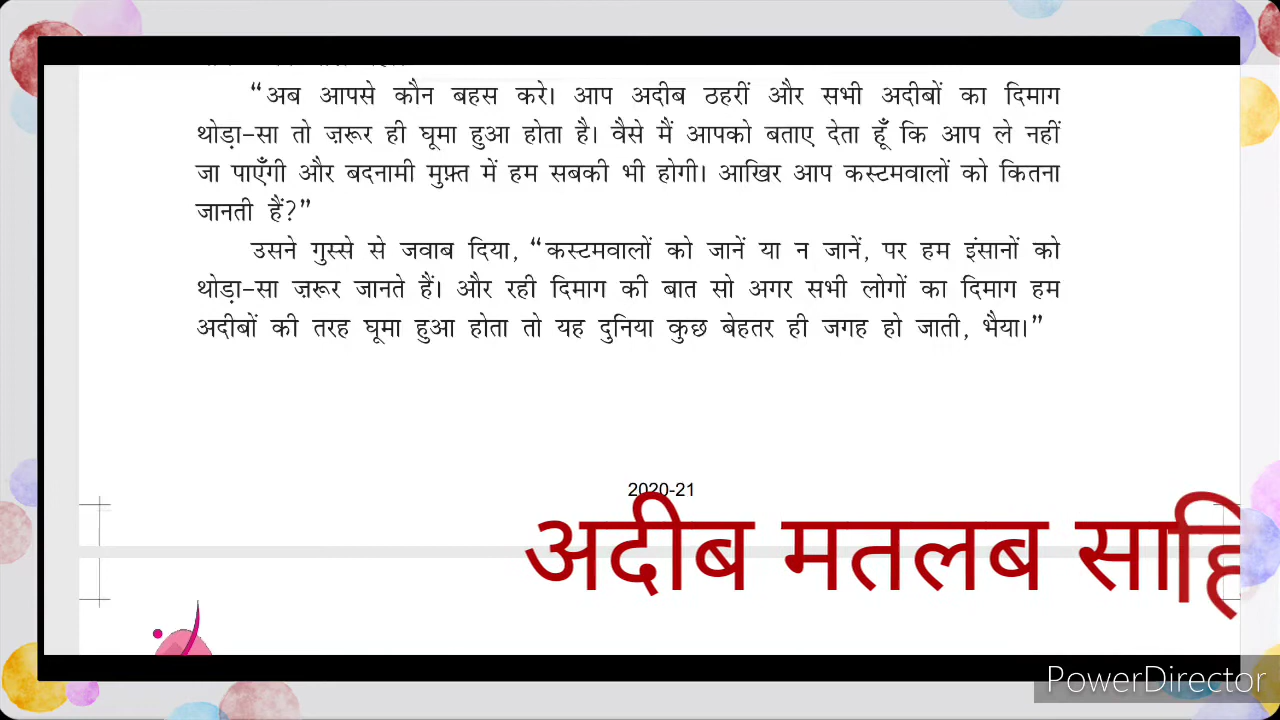 “अब आपसे कौन बहस करे। आप अदीब ठहरीं और सभी अदीबों का दिमाग
थोड़ा-सा तो ज़रूर ही घूमा हुआ होता है। वैसे मैं आपको बताए देता हूँ कि आप ले नहीं
जा पाएँगी और बदनामी मुफ़्त में हम सबकी भी होगी। आखिर आप कस्टमवालों को कितना
जानती हैं?”
उसने गुस्से से जवाब दिया, “कस्टमवालों को जानें या न जानें, पर हम इंसानों को
थोड़ा-सा ज़रूर जानते हैं। और रही दिमाग की बात सो अगर सभी लोगों का दिमाग हम
अदीबों की तरह घूमा हुआ होता तो यह दुनिया कुछ बेहतर ही जगह हो जाती, भैया।”
2020-21
अदीब मतलब साहि
PowerDirector